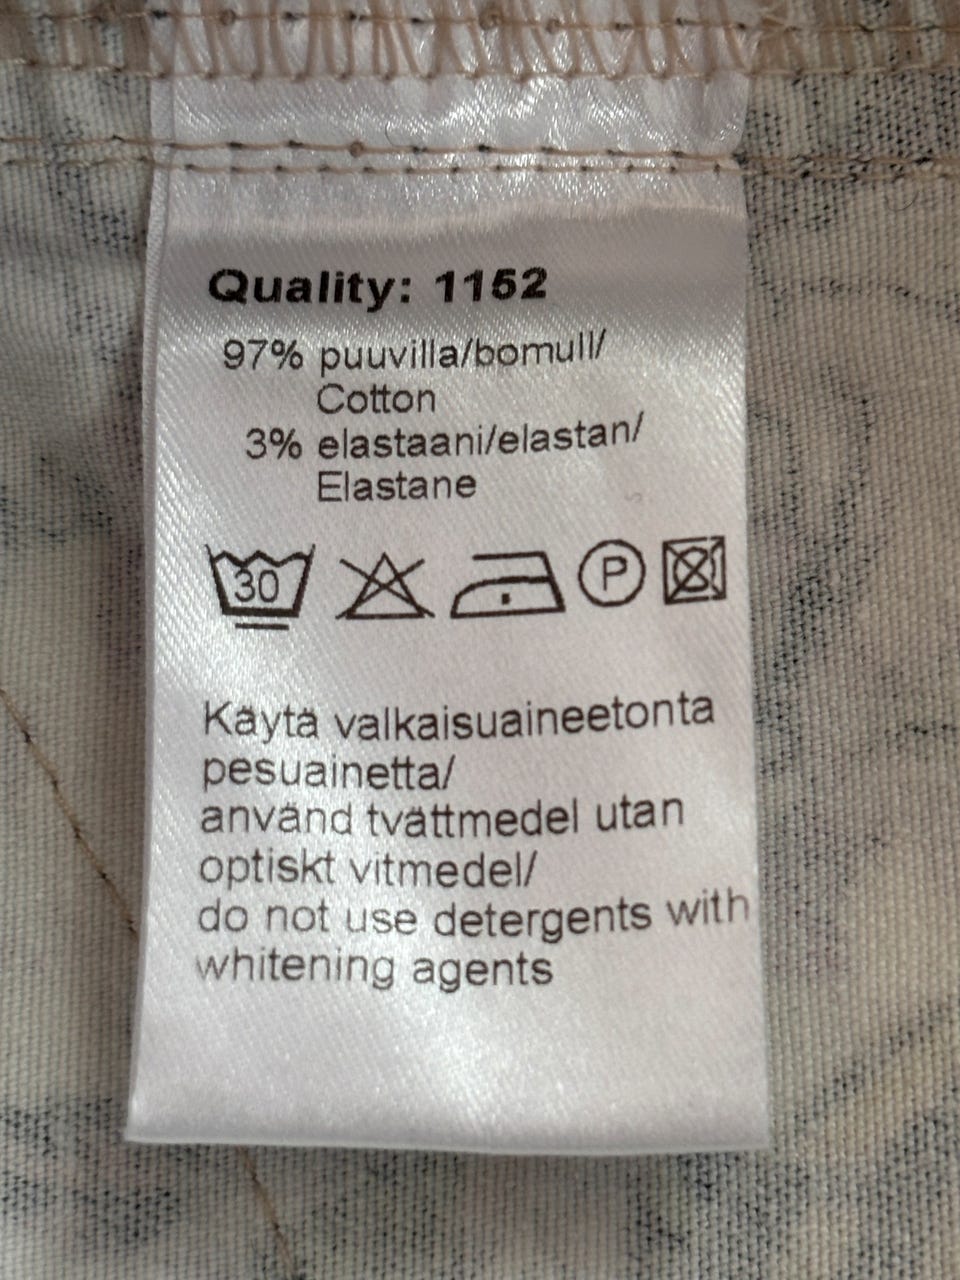 Quality: 1152
97% puuvilla/bomull/
Cotton
3% elastaani/elastan/
Elastane
30
P
Käytä valkaisuaineetonta
pesuainetta/
använd tvättmedel utan
optiskt vitmedel/
do not use detergents with
whitening agents